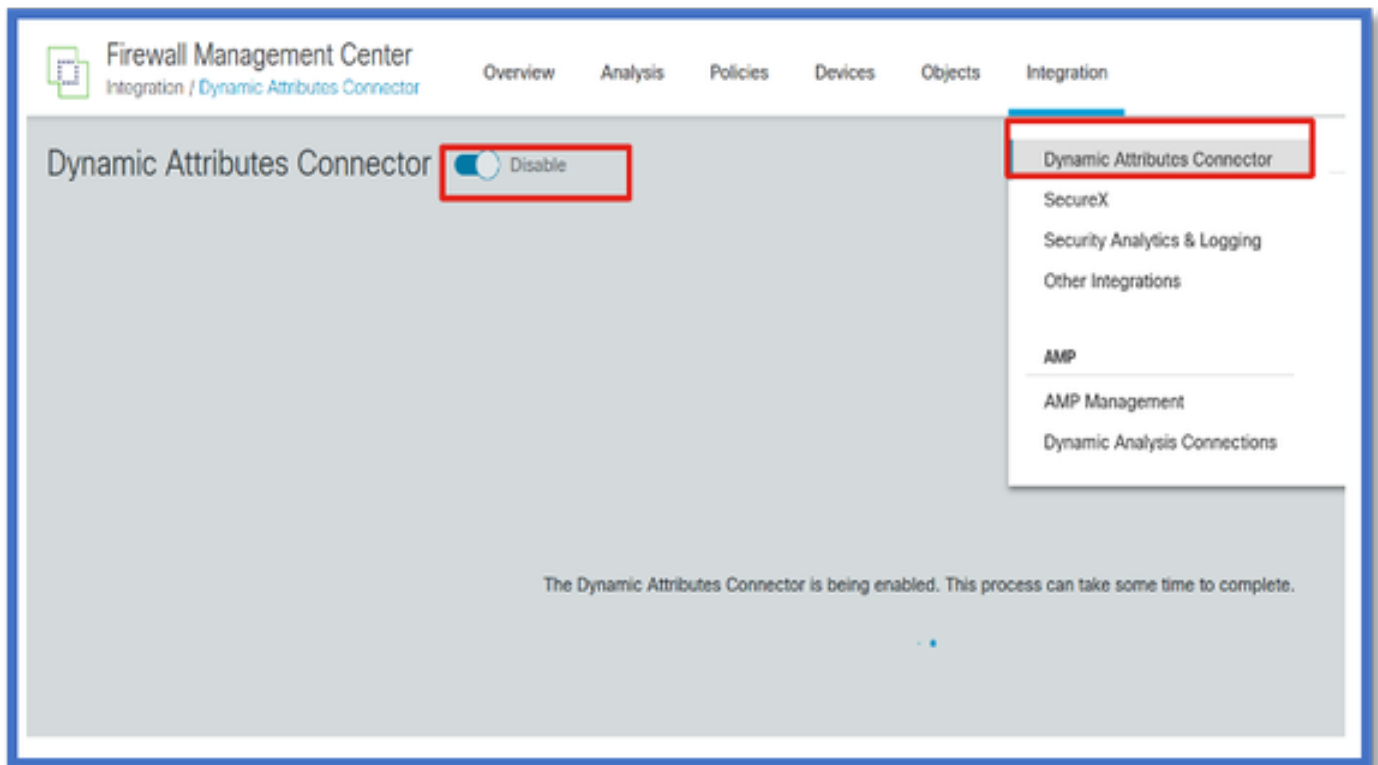 Firewall Management Center
Integration / Dynamic Attributes Connector
Overview Analysis Policies Devices Objects Integration
Dynamic Attributes Connector Disable
Dynamic Attributes Connector
SecureX
Security Analytics & Logging
Other Integrations
AMP
AMP Management
Dynamic Analysis Connections
The Dynamic Attributes Connector is being enabled. This process can take some time to complete.